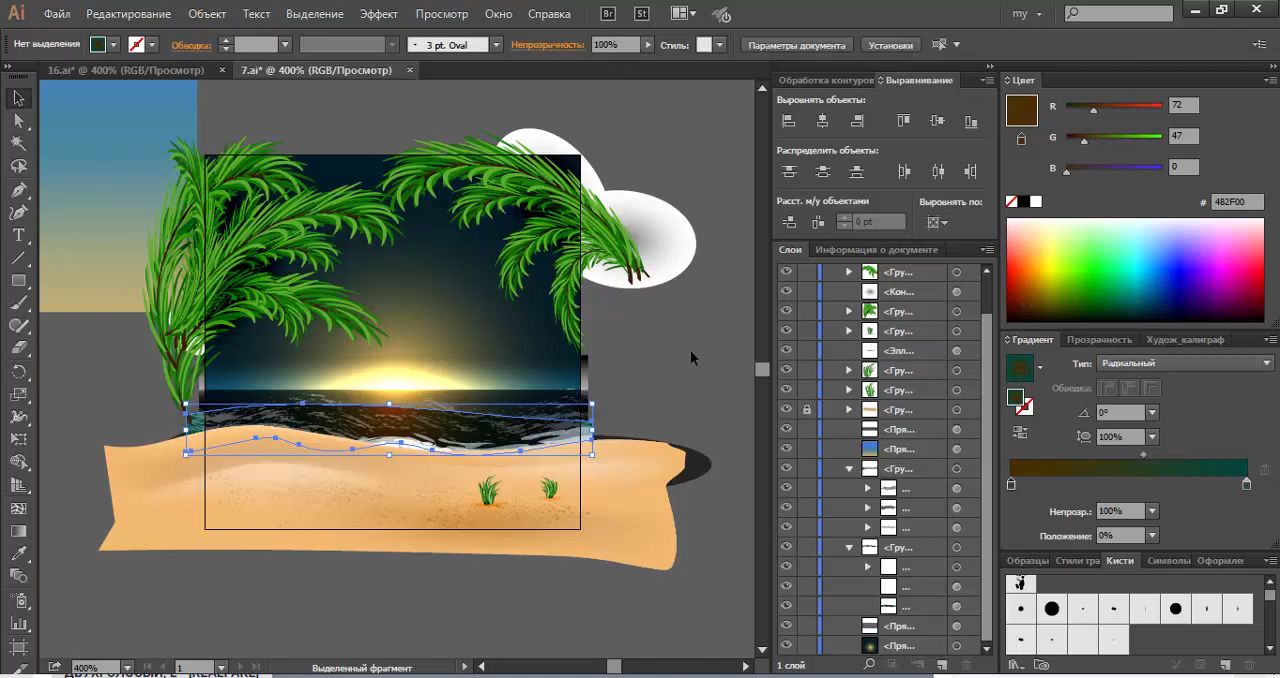 Ai Файл Редактирование Объект Текст Выделение Эффект Просмотр Окно Справка Br St my
Нет выделения Обводка: 3 pt. Oval Непрозрачность: 100% Стиль: Параметры документа Установки
16.ai* @ 400% (RGB/Просмотр) × 7.ai* @ 400% (RGB/Просмотр) ×
Обработка контуров Выравнивание
Выровнять объекты:
Распределить объекты:
Расст. м/у объектами Выровнять по:
0 pt
Слои Информация о документе
<Гру...
<Кон...
<Гру...
<Гру...
<Элл...
<Гру...
<Гру...
<Гру...
<Пря...
<Пря...
<Гру...
...
...
...
<Гру...
...
...
...
<Пря...
<Пря...
1 слой
Цвет
R 72
G 47
B 0
# 482F00
Градиент Прозрачность Худож_калиграф
Тип: Радиальный
Обводка:
0°
100%
Непрозр.: 100%
Положение: 0%
Образцы Стили гра Кисти Символы Оформлен
400% 1 Выделенный фрагмент